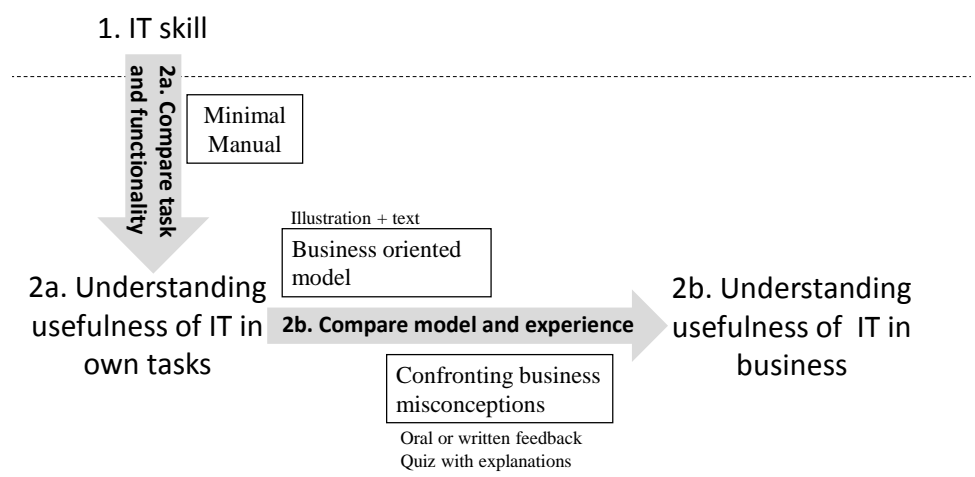 1. IT skill
2a. Compare task
and functionality
Minimal
Manual
Illustration + text
Business oriented
model
2a. Understanding
usefulness of IT in
own tasks
2b. Compare model and experience
2b. Understanding
usefulness of IT in
business
Confronting business
misconceptions
Oral or written feedback
Quiz with explanations